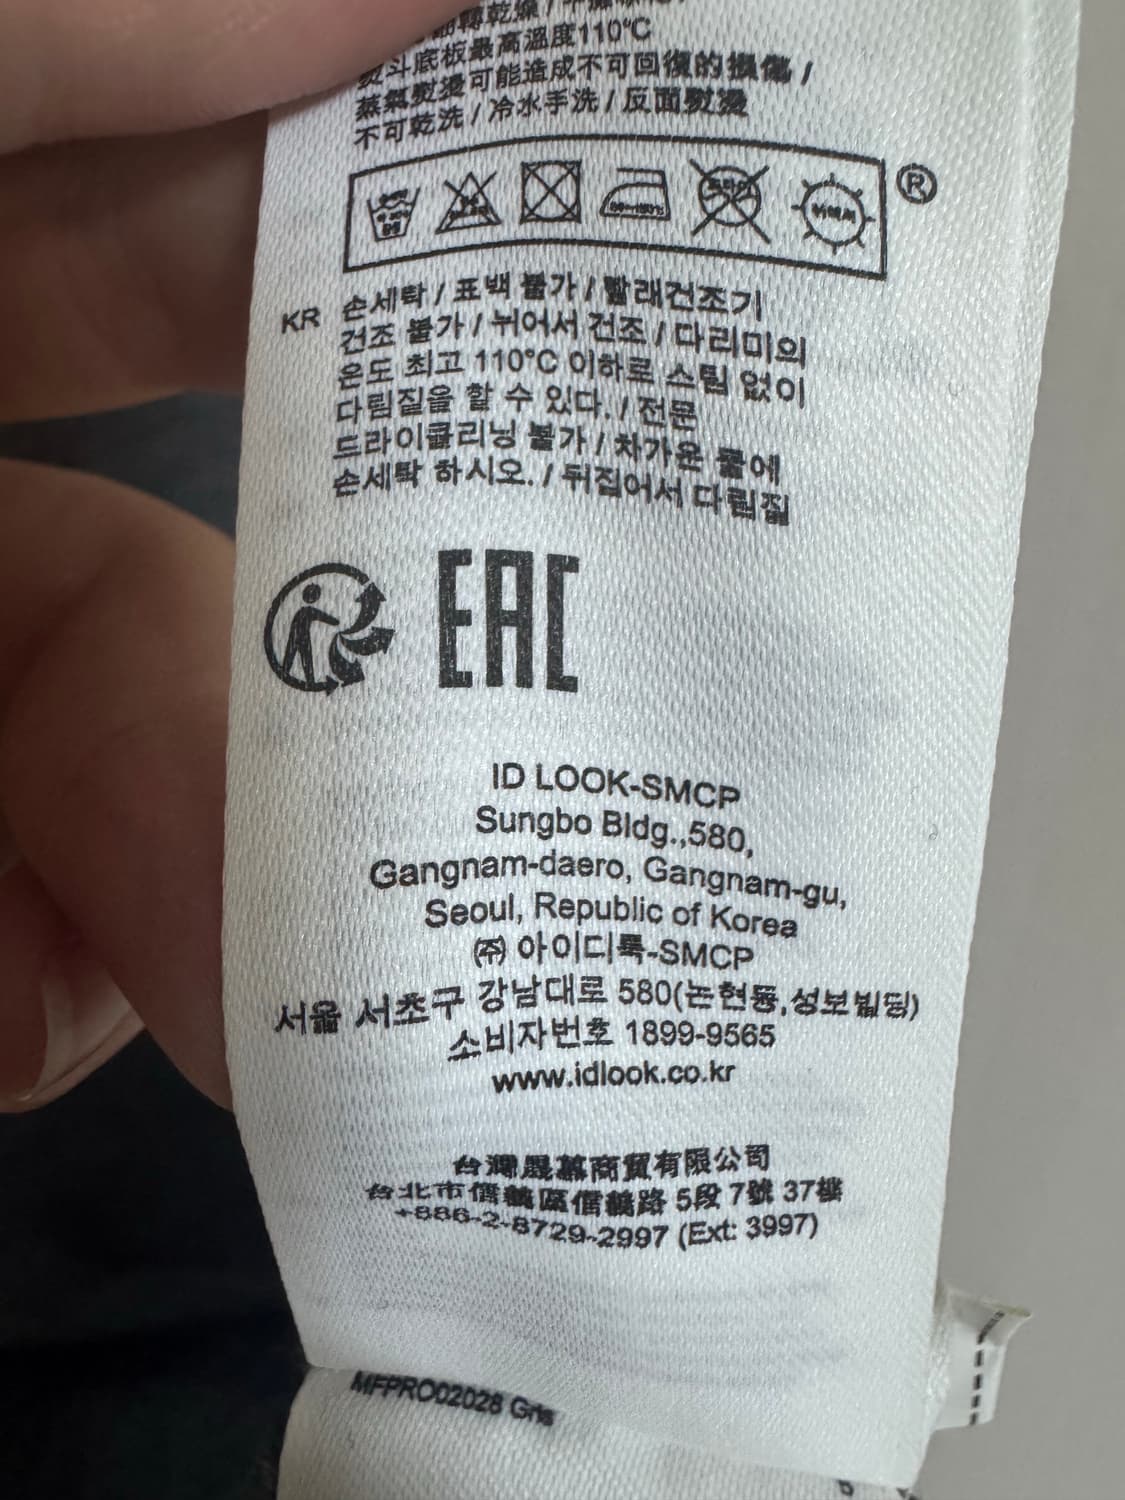 熨斗底板最高溫度110℃
蒸氣熨燙可能造成不可回復的損傷 /
不可乾洗 / 冷水手洗 / 反面熨燙
®
KR 손세탁 / 표백 불가 / 빨래건조기
건조 불가 / 뉘어서 건조 / 다리미의
온도 최고 110℃ 이하로 스팀 없이
다림질을 할 수 있다. / 전문
드라이클리닝 불가 / 차가운 물에
손세탁 하시오. / 뒤집어서 다림질
EAC
ID LOOK-SMCP
Sungbo Bldg.,580,
Gangnam-daero, Gangnam-gu,
Seoul, Republic of Korea
㈜ 아이디룩-SMCP
서울 서초구 강남대로 580(논현동,성보빌딩)
소비자번호 1899-9565
www.idlook.co.kr
台灣晟慕商貿有限公司
台北市信義區信義路 5段 7號 37樓
+886-2-8729-2997 (Ext: 3997)
MFPRO02028 Gris